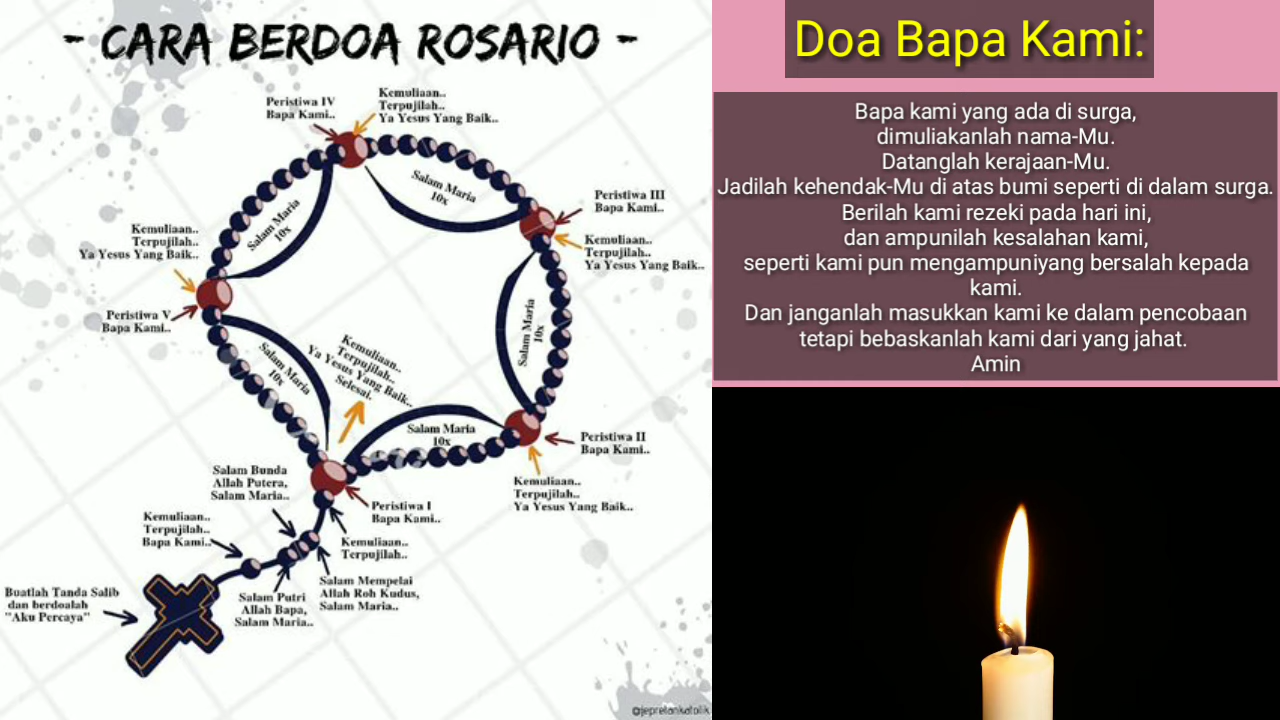 - CARA BERDOA ROSARIO -
Peristiwa IV
Bapa Kami..
Kemuliaan..
Terpujilah..
Ya Yesus Yang Baik..
Salam Maria
10x
Salam Maria
10x
Peristiwa III
Bapa Kami..
Kemuliaan..
Terpujilah..
Ya Yesus Yang Baik..
Kemuliaan..
Terpujilah..
Ya Yesus Yang Baik..
Peristiwa V
Bapa Kami..
Salam Maria
10x
Salam Maria
10x
Kemuliaan..
Terpujilah..
Ya Yesus Yang Baik..
Selesai.
Salam Maria
10x
Peristiwa II
Bapa Kami..
Kemuliaan..
Terpujilah..
Ya Yesus Yang Baik..
Salam Bunda
Allah Putera,
Salam Maria..
Peristiwa I
Bapa Kami..
Kemuliaan..
Terpujilah..
Bapa Kami..
Kemuliaan..
Terpujilah..
Salam Putri
Allah Bapa,
Salam Maria..
Salam Mempelai
Allah Roh Kudus,
Salam Maria..
Buatlah Tanda Salib
dan berdoalah
"Aku Percaya"
@jepretankatolik
Doa Bapa Kami:
Bapa kami yang ada di surga,
dimuliakanlah nama-Mu.
Datanglah kerajaan-Mu.
Jadilah kehendak-Mu di atas bumi seperti di dalam surga.
Berilah kami rezeki pada hari ini,
dan ampunilah kesalahan kami,
seperti kami pun mengampuniyang bersalah kepada
kami.
Dan janganlah masukkan kami ke dalam pencobaan
tetapi bebaskanlah kami dari yang jahat.
Amin